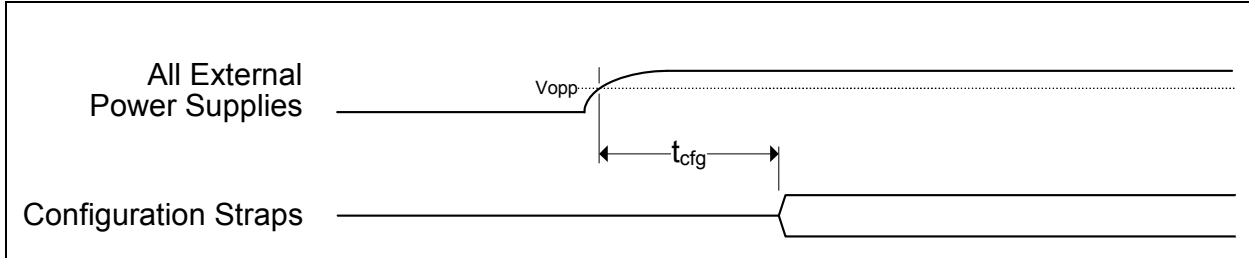 All External
Power Supplies
Vopp
tcfg
Configuration Straps